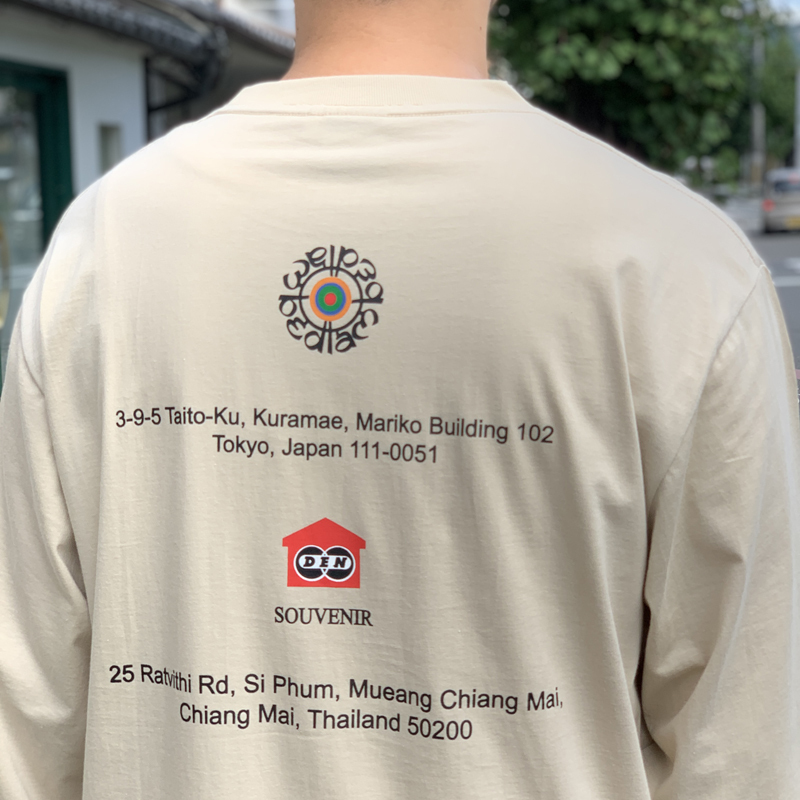 3-9-5 Taito-Ku, Kuramae, Mariko Building 102
Tokyo, Japan 111-0051
DEN
SOUVENIR
25 Ratvithi Rd, Si Phum, Mueang Chiang Mai,
Chiang Mai, Thailand 50200